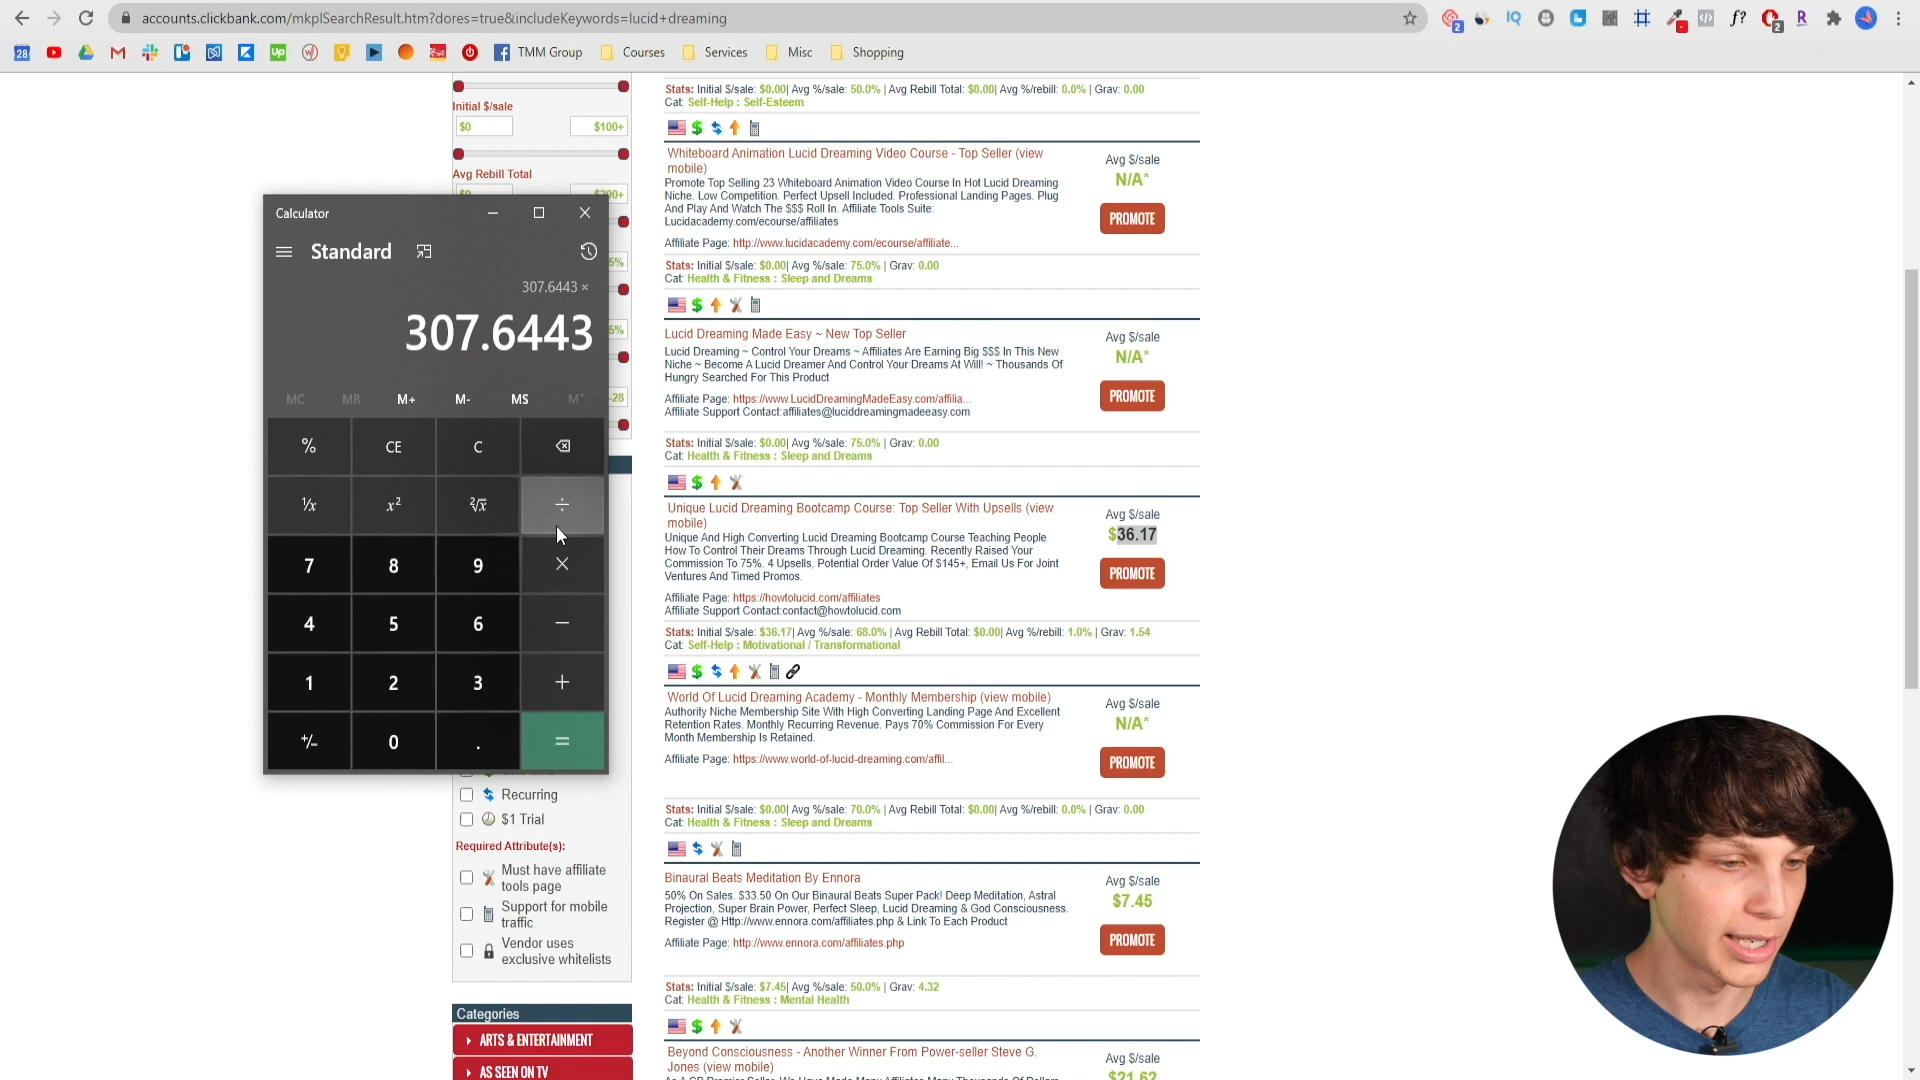 accounts.clickbank.com/mkplSearchResult.htm?dores=true&includeKeywords=lucid+dreaming
TMM Group
Courses
Services
Misc
Shopping
Initial $/sale
$0
$100+
Avg Rebill Total
Calculator
Standard
307.6443 ×
307.6443
MC MR M+ M- MS
% CE C
7 8 9 ×
4 5 6 −
1 2 3 +
+/- 0 . =
Recurring
$1 Trial
Required Attribute(s):
Must have affiliate
tools page
Support for mobile
traffic
Vendor uses
exclusive whitelists
Categories
ARTS & ENTERTAINMENT
AS SEEN ON TV
Stats: Initial $/sale: $0.00| Avg %/sale: 50.0% | Avg Rebill Total: $0.00| Avg %/rebill: 0.0% | Grav: 0.00
Cat: Self-Help : Self-Esteem
Whiteboard Animation Lucid Dreaming Video Course - Top Seller (view
mobile)
Promote Top Selling 23 Whiteboard Animation Video Course In Hot Lucid Dreaming
Niche. Low Competition. Perfect Upsell Included. Professional Landing Pages. Plug
And Play And Watch The $$$ Roll In. Affiliate Tools Suite:
Lucidacademy.com/ecourse/affiliates
Affiliate Page: http://www.lucidacademy.com/ecourse/affiliate...
Avg $/sale
N/A*
PROMOTE
Stats: Initial $/sale: $0.00| Avg %/sale: 75.0% | Grav: 0.00
Cat: Health & Fitness : Sleep and Dreams
Lucid Dreaming Made Easy ~ New Top Seller
Lucid Dreaming ~ Control Your Dreams ~ Affiliates Are Earning Big $$$ In This New
Niche ~ Become A Lucid Dreamer And Control Your Dreams At Will! ~ Thousands Of
Hungry Searched For This Product
Affiliate Page: https://www.LucidDreamingMadeEasy.com/affilia...
Affiliate Support Contact:affiliates@luciddreamingmadeeasy.com
Avg $/sale
N/A*
PROMOTE
Stats: Initial $/sale: $0.00| Avg %/sale: 75.0% | Grav: 0.00
Cat: Health & Fitness : Sleep and Dreams
Unique Lucid Dreaming Bootcamp Course: Top Seller With Upsells (view
mobile)
Unique And High Converting Lucid Dreaming Bootcamp Course Teaching People
How To Control Their Dreams Through Lucid Dreaming. Recently Raised Your
Commission To 75%. 4 Upsells, Potential Order Value Of $145+, Email Us For Joint
Ventures And Timed Promos.
Affiliate Page: https://howtolucid.com/affiliates
Affiliate Support Contact:contact@howtolucid.com
Avg $/sale
$36.17
PROMOTE
Stats: Initial $/sale: $36.17| Avg %/sale: 68.0% | Avg Rebill Total: $0.00| Avg %/rebill: 1.0% | Grav: 1.54
Cat: Self-Help : Motivational / Transformational
World Of Lucid Dreaming Academy - Monthly Membership (view mobile)
Authority Niche Membership Site With High Converting Landing Page And Excellent
Retention Rates. Monthly Recurring Revenue. Pays 70% Commission For Every
Month Membership Is Retained.
Affiliate Page: https://www.world-of-lucid-dreaming.com/affil...
Avg $/sale
N/A*
PROMOTE
Stats: Initial $/sale: $0.00| Avg %/sale: 70.0% | Avg Rebill Total: $0.00| Avg %/rebill: 0.0% | Grav: 0.00
Cat: Health & Fitness : Sleep and Dreams
Binaural Beats Meditation By Ennora
50% On Sales. $33.50 On Our Binaural Beats Super Pack! Deep Meditation, Astral
Projection, Super Brain Power, Perfect Sleep, Lucid Dreaming & God Consciousness.
Register @ Http://www.ennora.com/affiliates.php & Link To Each Product
Affiliate Page: http://www.ennora.com/affiliates.php
Avg $/sale
$7.45
PROMOTE
Stats: Initial $/sale: $7.45| Avg %/sale: 50.0% | Grav: 4.32
Cat: Health & Fitness : Mental Health
Beyond Consciousness - Another Winner From Power-seller Steve G.
Jones (view mobile)
Avg $/sale
$21.62